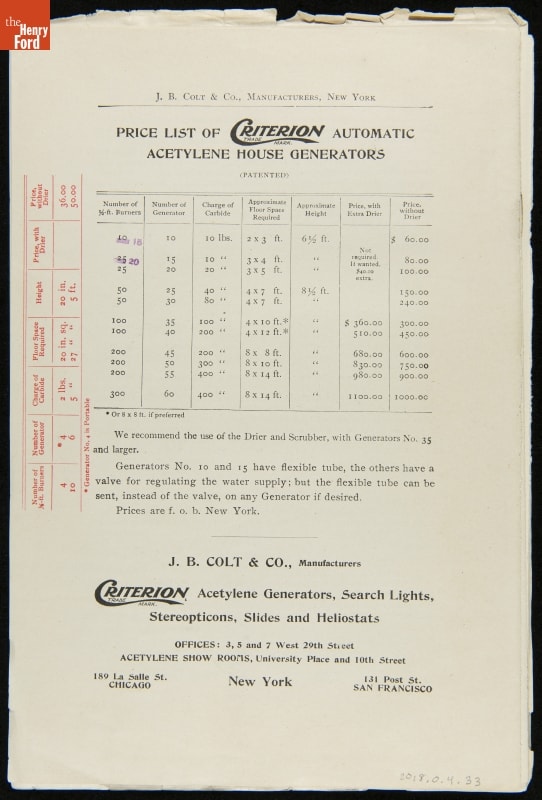 the
Henry
Ford
J. B. Colt & Co., Manufacturers, New York
PRICE LIST OF CRITERION AUTOMATIC
TRADE MARK.
ACETYLENE HOUSE GENERATORS
(PATENTED)
Number of ½-ft. Burners | Number of Generator | Charge of Carbide | Approximate Floor Space Required | Approximate Height | Price, with Extra Drier | Price, without Drier
10 15 | 10 | 10 lbs. | 2 x 3 ft. | 6½ ft. | Not required. If wanted, $40.00 extra. | $ 60.00
25 20 | 15 | 10 " | 3 x 4 ft. | " | 80.00
25 | 20 | 20 " | 3 x 5 ft. | " | 100.00
50 | 25 | 40 " | 4 x 7 ft. | 8½ ft. | 150.00
50 | 30 | 80 " | 4 x 7 ft. | " | 240.00
100 | 35 | 100 " | 4 x 10 ft.* | " | $ 360.00 | 300.00
100 | 40 | 200 " | 4 x 12 ft.* | " | 510.00 | 450.00
200 | 45 | 200 " | 8 x 8 ft. | " | 680.00 | 600.00
200 | 50 | 300 " | 8 x 10 ft. | " | 830.00 | 750.00
200 | 55 | 400 " | 8 x 14 ft. | " | 980.00 | 900.00
300 | 60 | 400 " | 8 x 14 ft. | " | 1100.00 | 1000.00
* Or 8 x 8 ft. if preferred
We recommend the use of the Drier and Scrubber, with Generators No. 35
and larger.
Generators No. 10 and 15 have flexible tube, the others have a
valve for regulating the water supply; but the flexible tube can be
sent, instead of the valve, on any Generator if desired.
Prices are f. o. b. New York.
J. B. COLT & CO., Manufacturers
CRITERION Acetylene Generators, Search Lights,
TRADE MARK.
Stereopticons, Slides and Heliostats
OFFICES: 3, 5 and 7 West 29th Street
ACETYLENE SHOW ROOMS, University Place and 10th Street
189 La Salle St.
CHICAGO
New York
131 Post St.
SAN FRANCISCO
Number of ½-ft. Burners | Number of Generator | Charge of Carbide | Floor Space Required | Height | Price, with Drier | Price, without Drier
4 | * 4 | 2 lbs. | 20 in. sq. | 20 in. | 36.00
10 | 6 | 5 " | 27 " " | 5 ft. | 50.00
* Generator No. 4 is Portable
2018.0.4.33